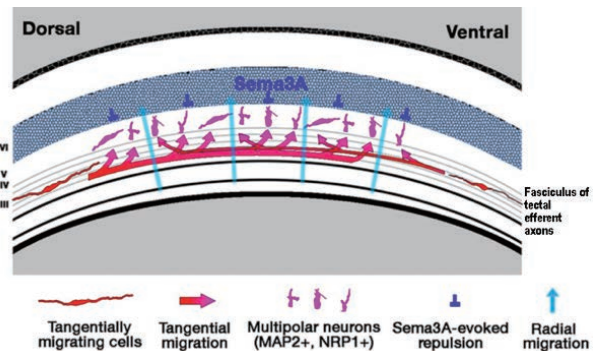 Dorsal
Ventral
Sema3A
VI
V
IV
III
Fasciculus of
tectal
efferent
axons
Tangentially
migrating cells
Tangential
migration
Multipolar neurons
(MAP2+, NRP1+)
Sema3A-evoked
repulsion
Radial
migration